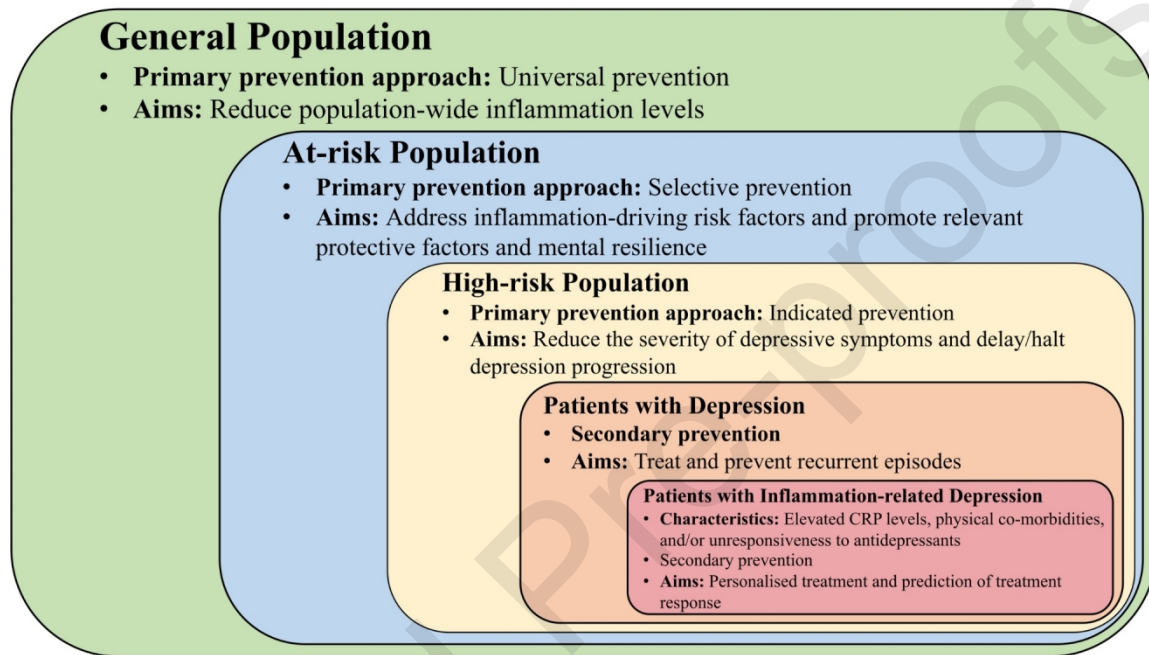 General Population
• Primary prevention approach: Universal prevention
• Aims: Reduce population-wide inflammation levels
At-risk Population
• Primary prevention approach: Selective prevention
• Aims: Address inflammation-driving risk factors and promote relevant
protective factors and mental resilience
High-risk Population
• Primary prevention approach: Indicated prevention
• Aims: Reduce the severity of depressive symptoms and delay/halt
depression progression
Patients with Depression
• Secondary prevention
• Aims: Treat and prevent recurrent episodes
Patients with Inflammation-related Depression
• Characteristics: Elevated CRP levels, physical co-morbidities,
and/or unresponsiveness to antidepressants
• Secondary prevention
• Aims: Personalised treatment and prediction of treatment
response
Pre-proofs